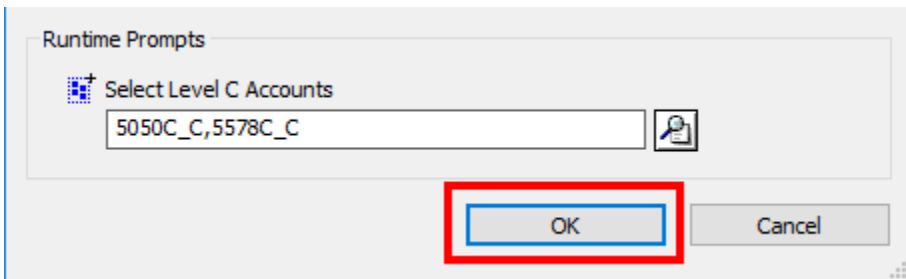 Runtime Prompts
Select Level C Accounts
5050C_C,5578C_C
OK Cancel